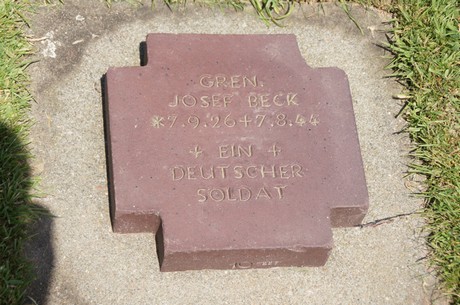 GREN.
JOSEF BECK
*7.9.26+7.8.44
+ EIN +
DEUTSCHER
SOLDAT